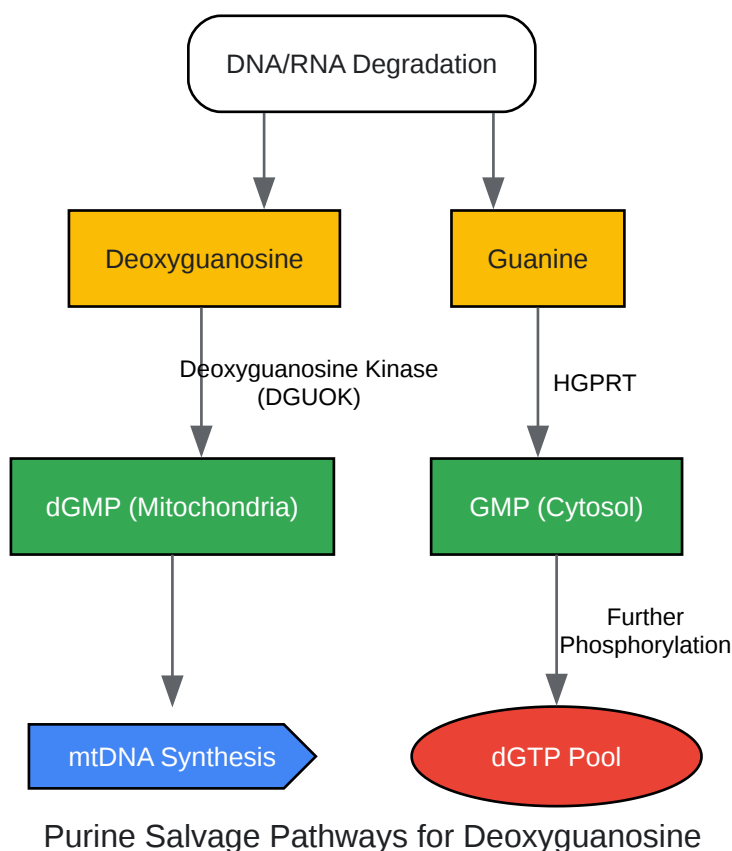 DNA/RNA Degradation
Deoxyguanosine
Guanine
Deoxyguanosine Kinase
(DGUOK)
HGPRT
dGMP (Mitochondria)
GMP (Cytosol)
Further
Phosphorylation
mtDNA Synthesis
dGTP Pool
Purine Salvage Pathways for Deoxyguanosine